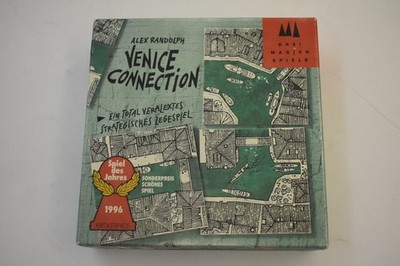 ALEX RANDOLPH
VENICE
CONNECTION
EIN TOTAL VERHEXTES
STRATEGISCHES LEGESPIEL
DREI
MAGIER
SPIELE
Spiel
des
Jahres
1996
SONDERPREIS
SCHÖNES
SPIEL